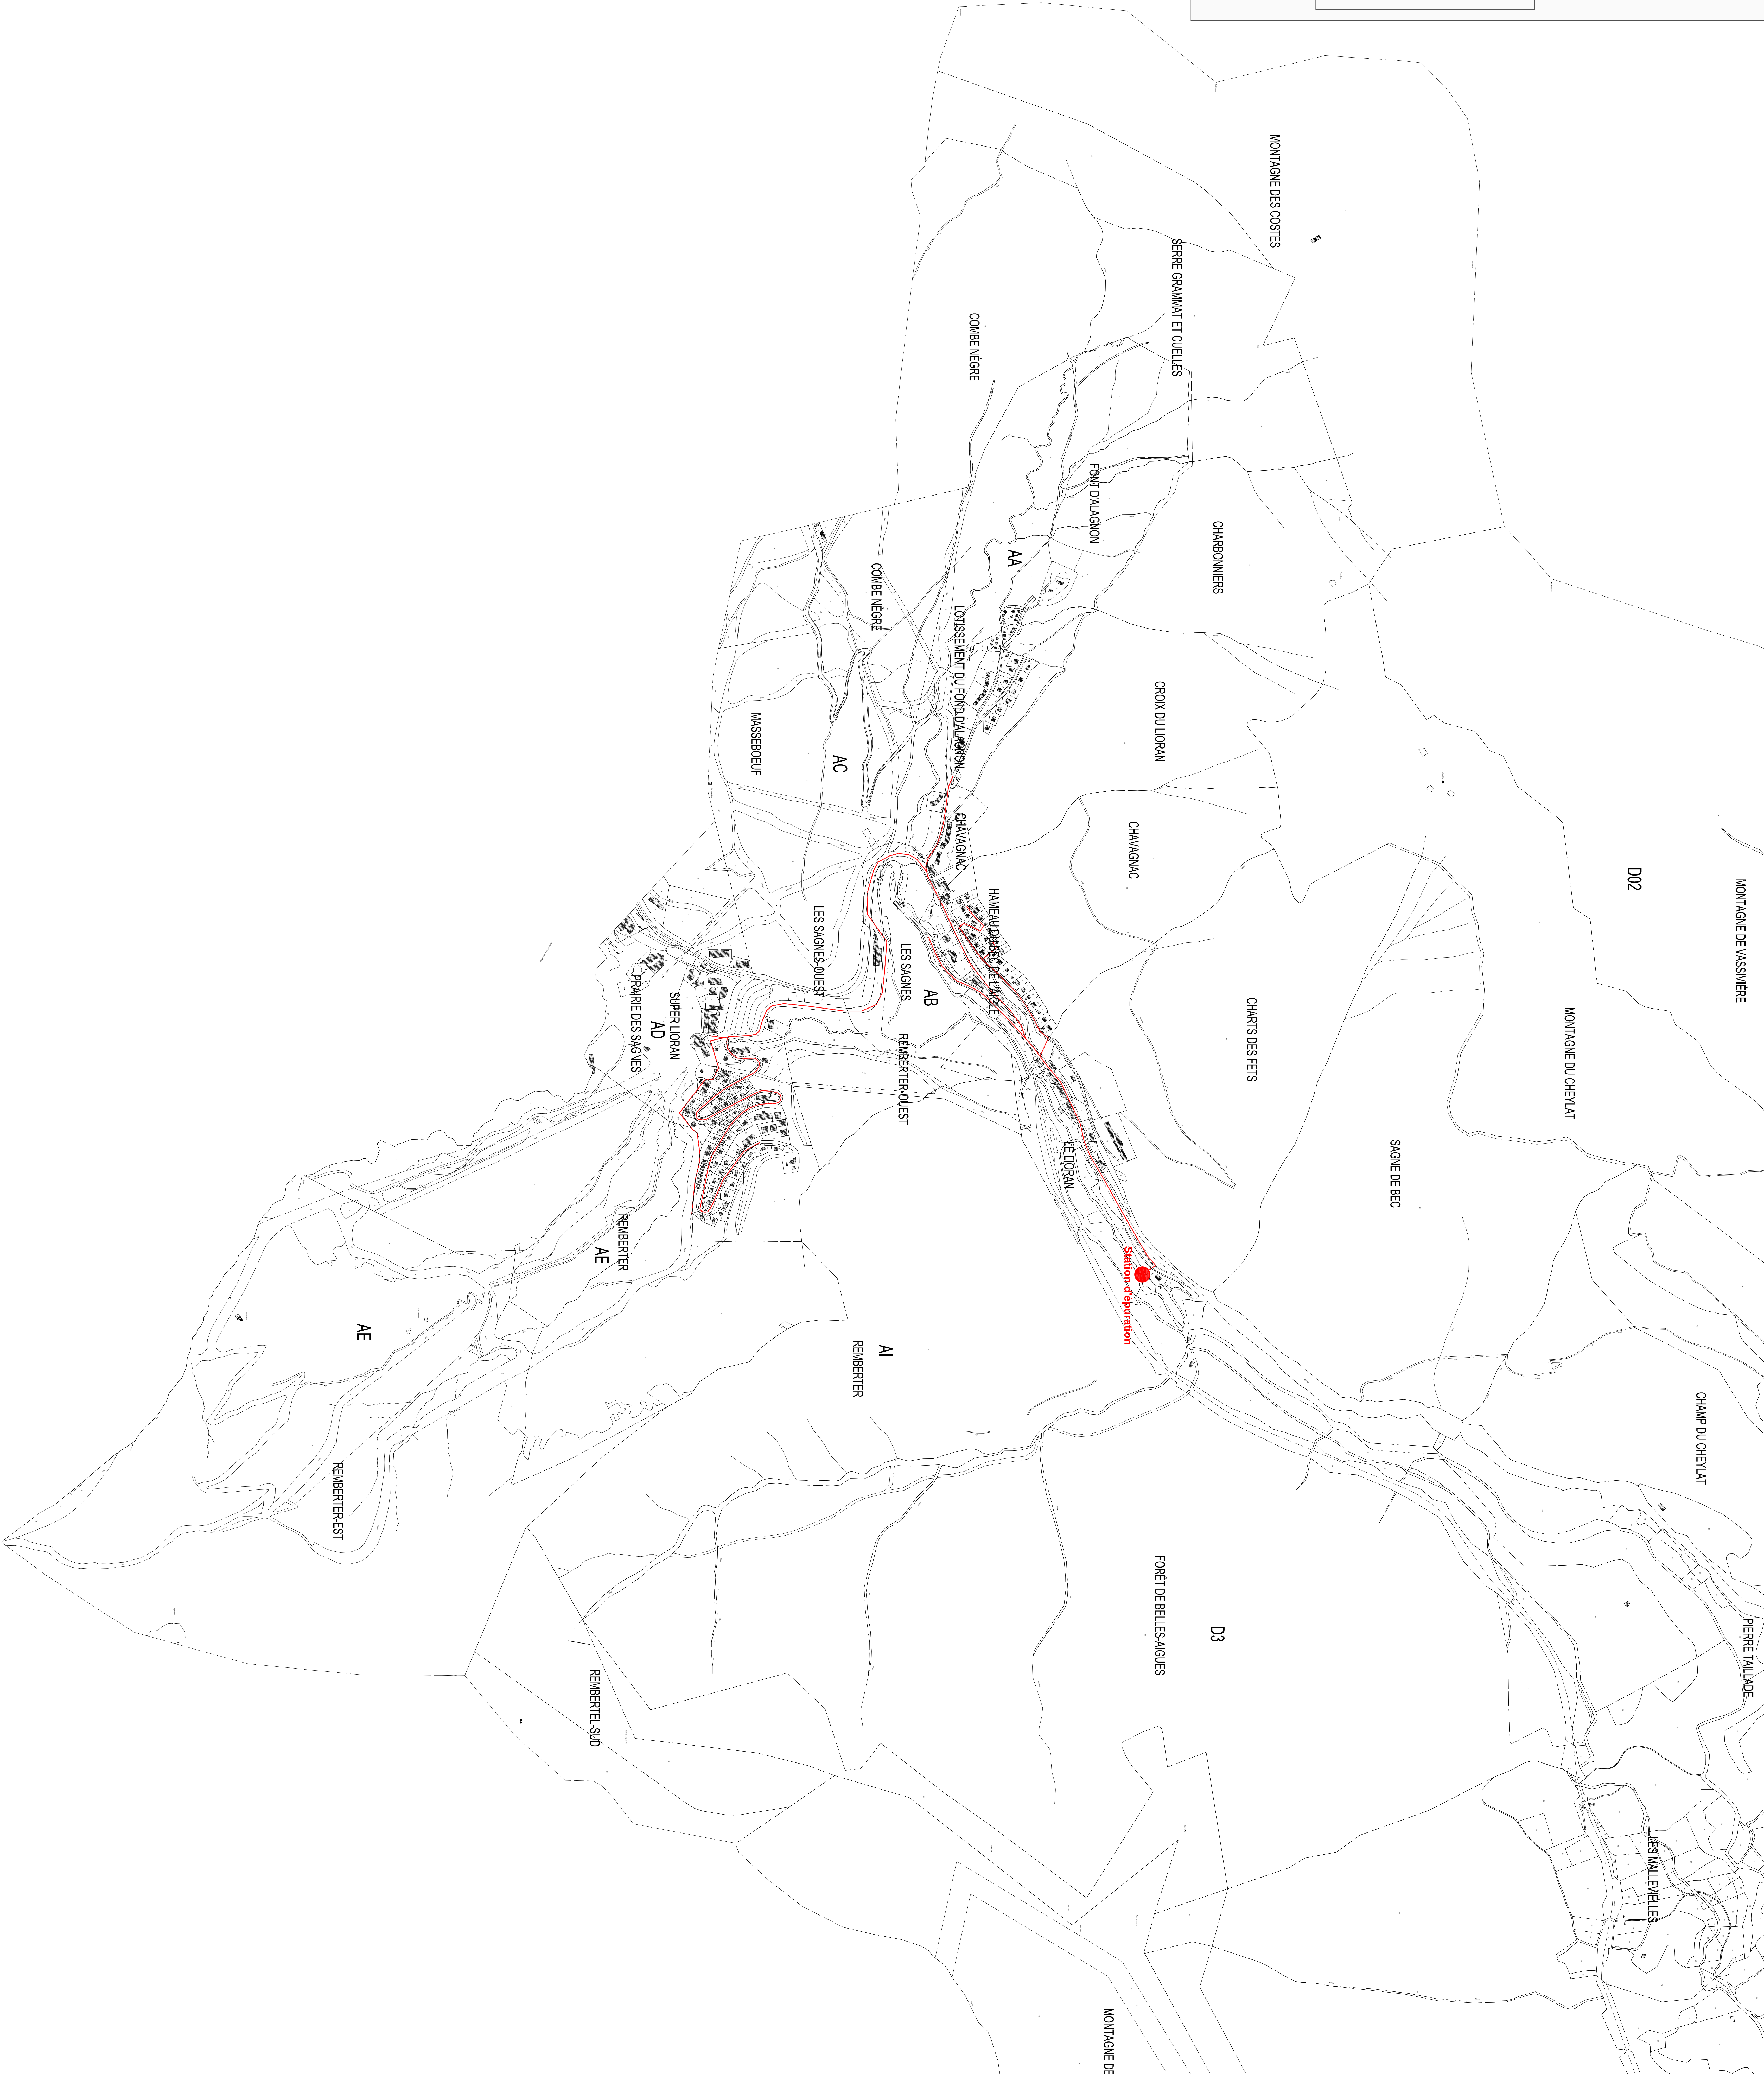 MONTAGNE DES COSTES
SERRE GRAMMAT ET CUELLES
COMBE NÈGRE
FONT D'ALAGNON
CHARBONNIERS
AA
COMBE NÈGRE
LOTISSEMENT DU FOND D'ALAGNON
CROIX DU LIORAN
MASSEBOEUF
AC
CHAVAGNAC
CHAVAGNAC
D02
MONTAGNE DE VASSIVIÈRE
HAMEAU DU BEC DE L'AIGLE
LES SAGNES-OUEST
LES SAGNES
AB
PRAIRIE DES SAGNES
SUPER LIORAN
AD
REMBERTER-OUEST
CHARTS DES FETS
MONTAGNE DU CHEYLAT
LE LIORAN
SAGNE DE BEC
REMBERTER
AE
Station d'épuration
AE
AI
REMBERTER
CHAMP DU CHEYLAT
REMBERTER-EST
FORÊT DE BELLES-AIGUES
D3
PIERRE TAILLADE
REMBERTEL-SUD
LES MALLEVIELLES
MONTAGNE DE